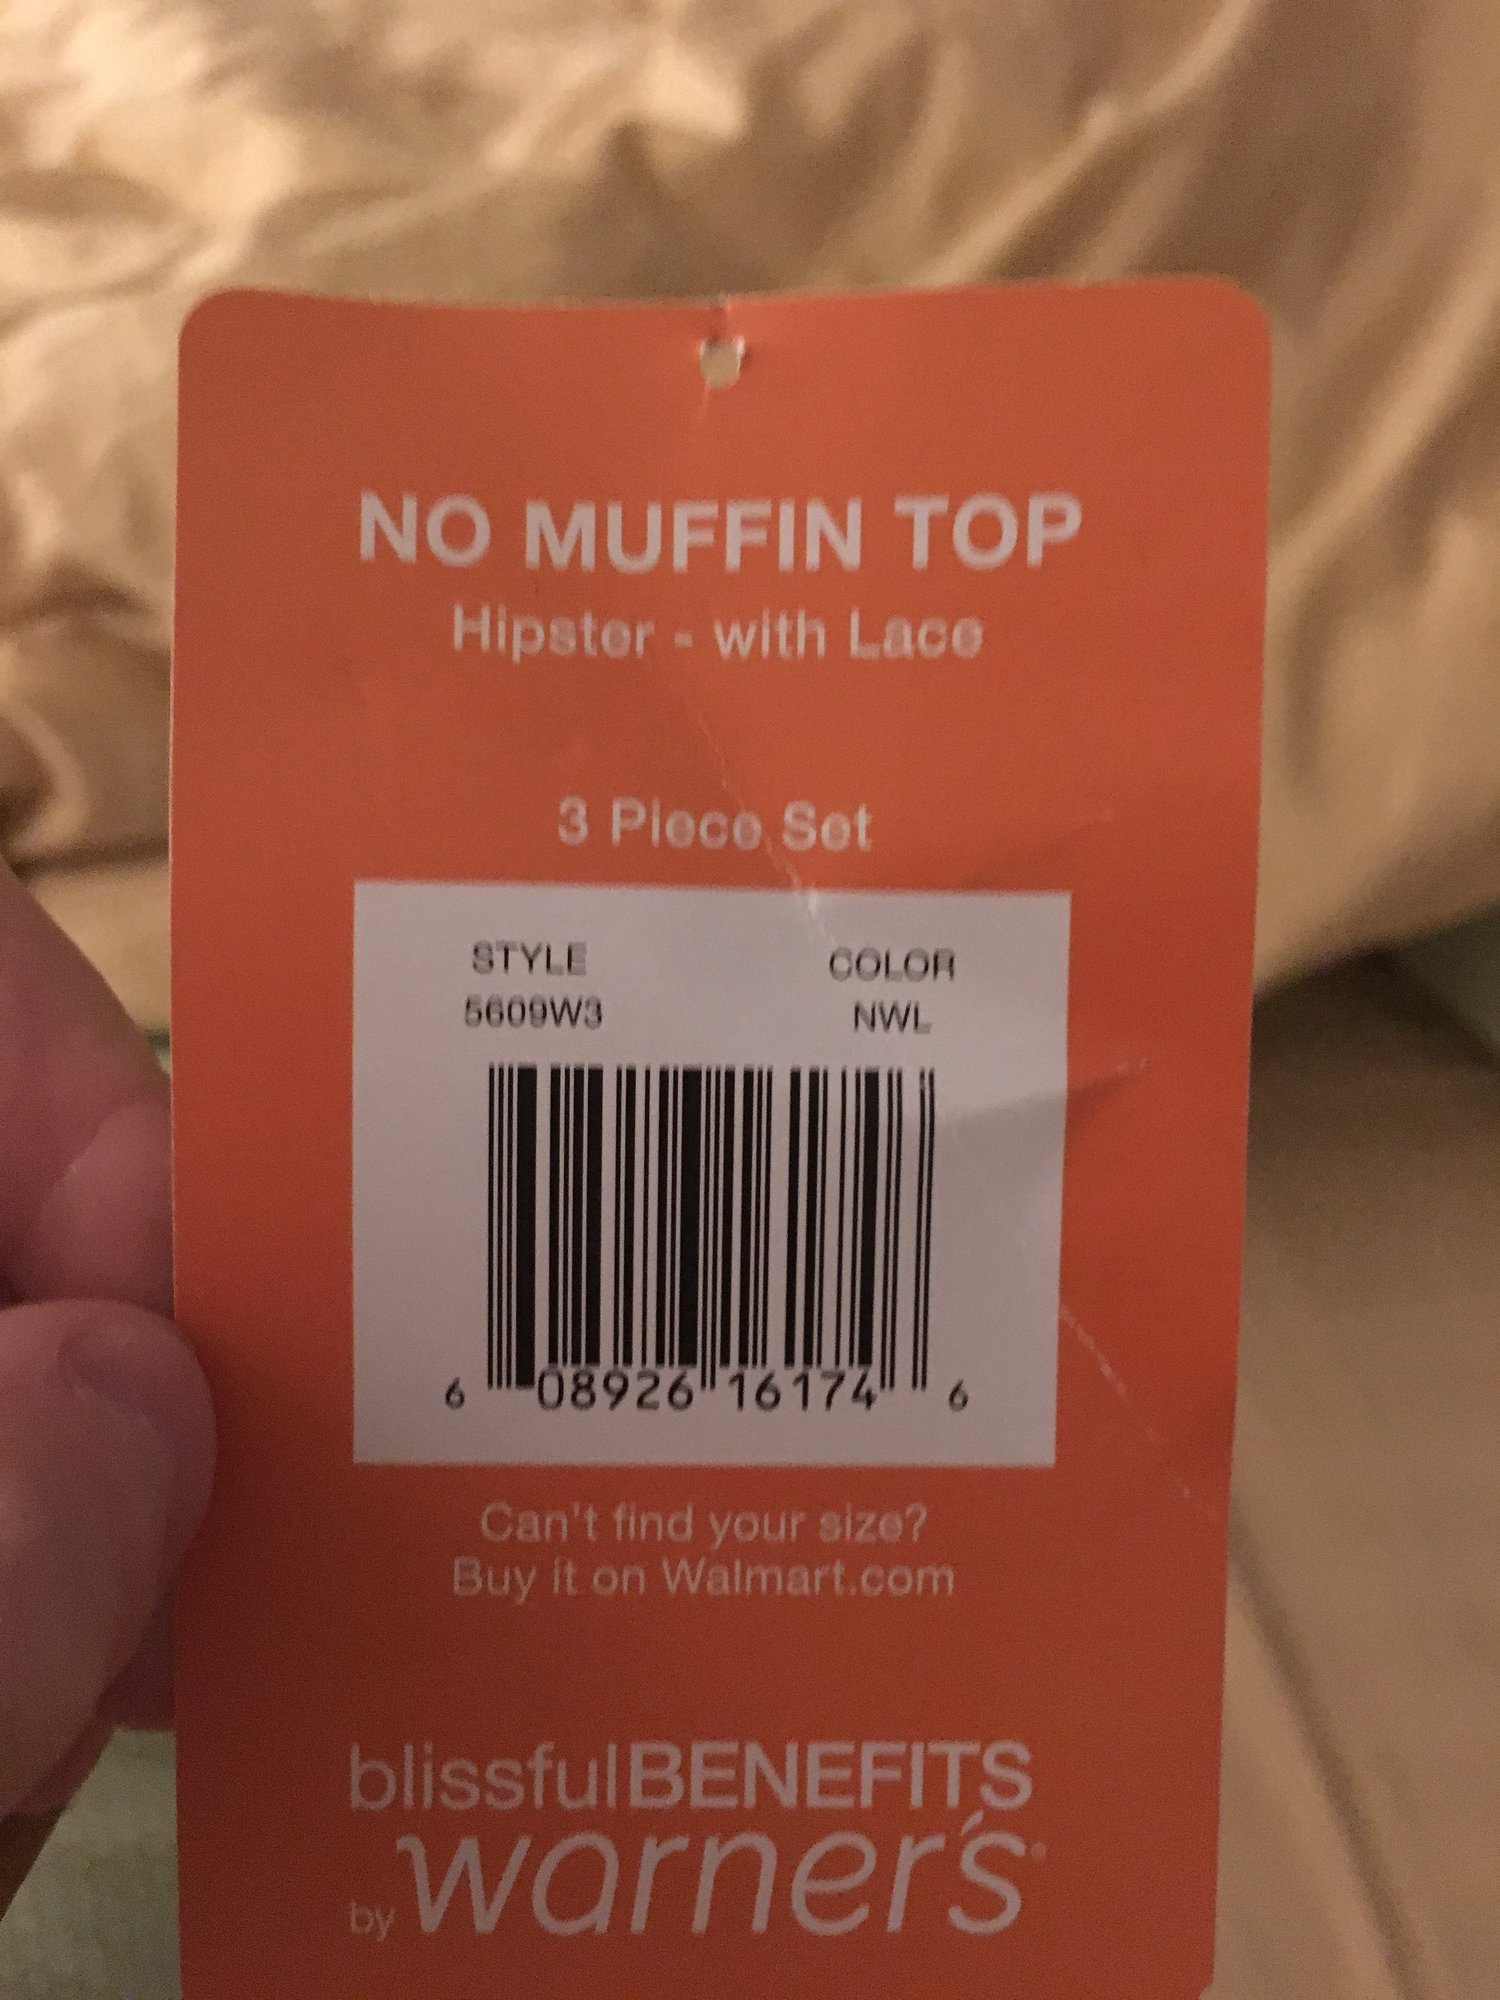 NO MUFFIN TOP
Hipster - with Lace
3 Piece Set
STYLE COLOR
5609W3 NWL
6 08926 16174 6
Can't find your size?
Buy it on Walmart.com
blissfulBENEFITS
by warner's